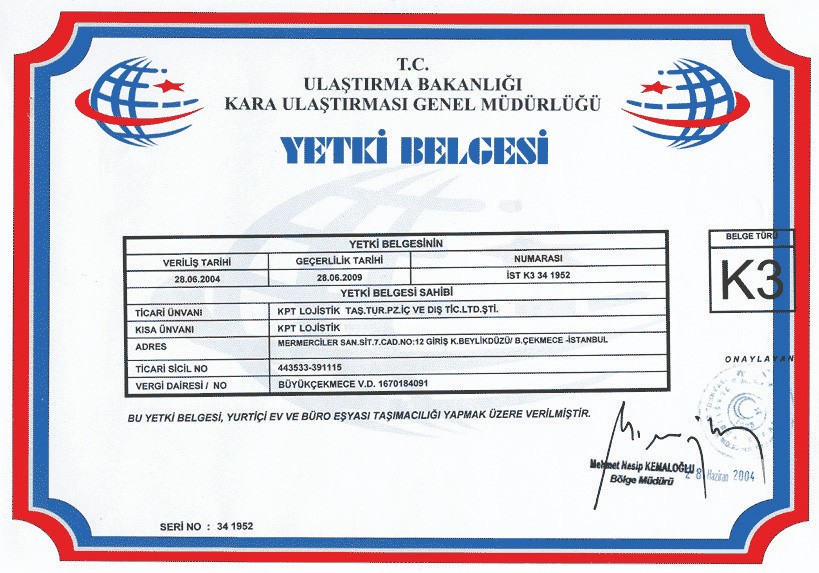 T.C.
ULAŞTIRMA BAKANLIĞI
KARA ULAŞTIRMASI GENEL MÜDÜRLÜĞÜ
YETKİ BELGESİ
BELGE TÜRÜ
K3
YETKİ BELGESİNİN
VERİLİŞ TARİHİ GEÇERLİLİK TARİHİ NUMARASI
28.06.2004 28.06.2009 İST K3 34 1952
YETKİ BELGESİ SAHİBİ
TİCARİ ÜNVANI KPT LOJİSTİK TAŞ.TUR.PZ.İÇ VE DIŞ TİC.LTD.ŞTİ.
KISA ÜNVANI KPT LOJİSTİK
ADRES MERMERCİLER SAN.SİT.7.CAD.NO:12 GİRİŞ K.BEYLİKDÜZÜ/ B.ÇEKMECE -İSTANBUL
TİCARİ SİCİL NO 443533-391115
VERGİ DAİRESİ / NO BÜYÜKÇEKMECE V.D. 1670184091
ONAYLAYAN
BU YETKİ BELGESİ, YURTİÇİ EV VE BÜRO EŞYASI TAŞIMACILIĞI YAPMAK ÜZERE VERİLMİŞTİR.
Mehmet Nesip KEMALOĞLU
Bölge Müdürü
28 Haziran 2004
SERİ NO : 34 1952